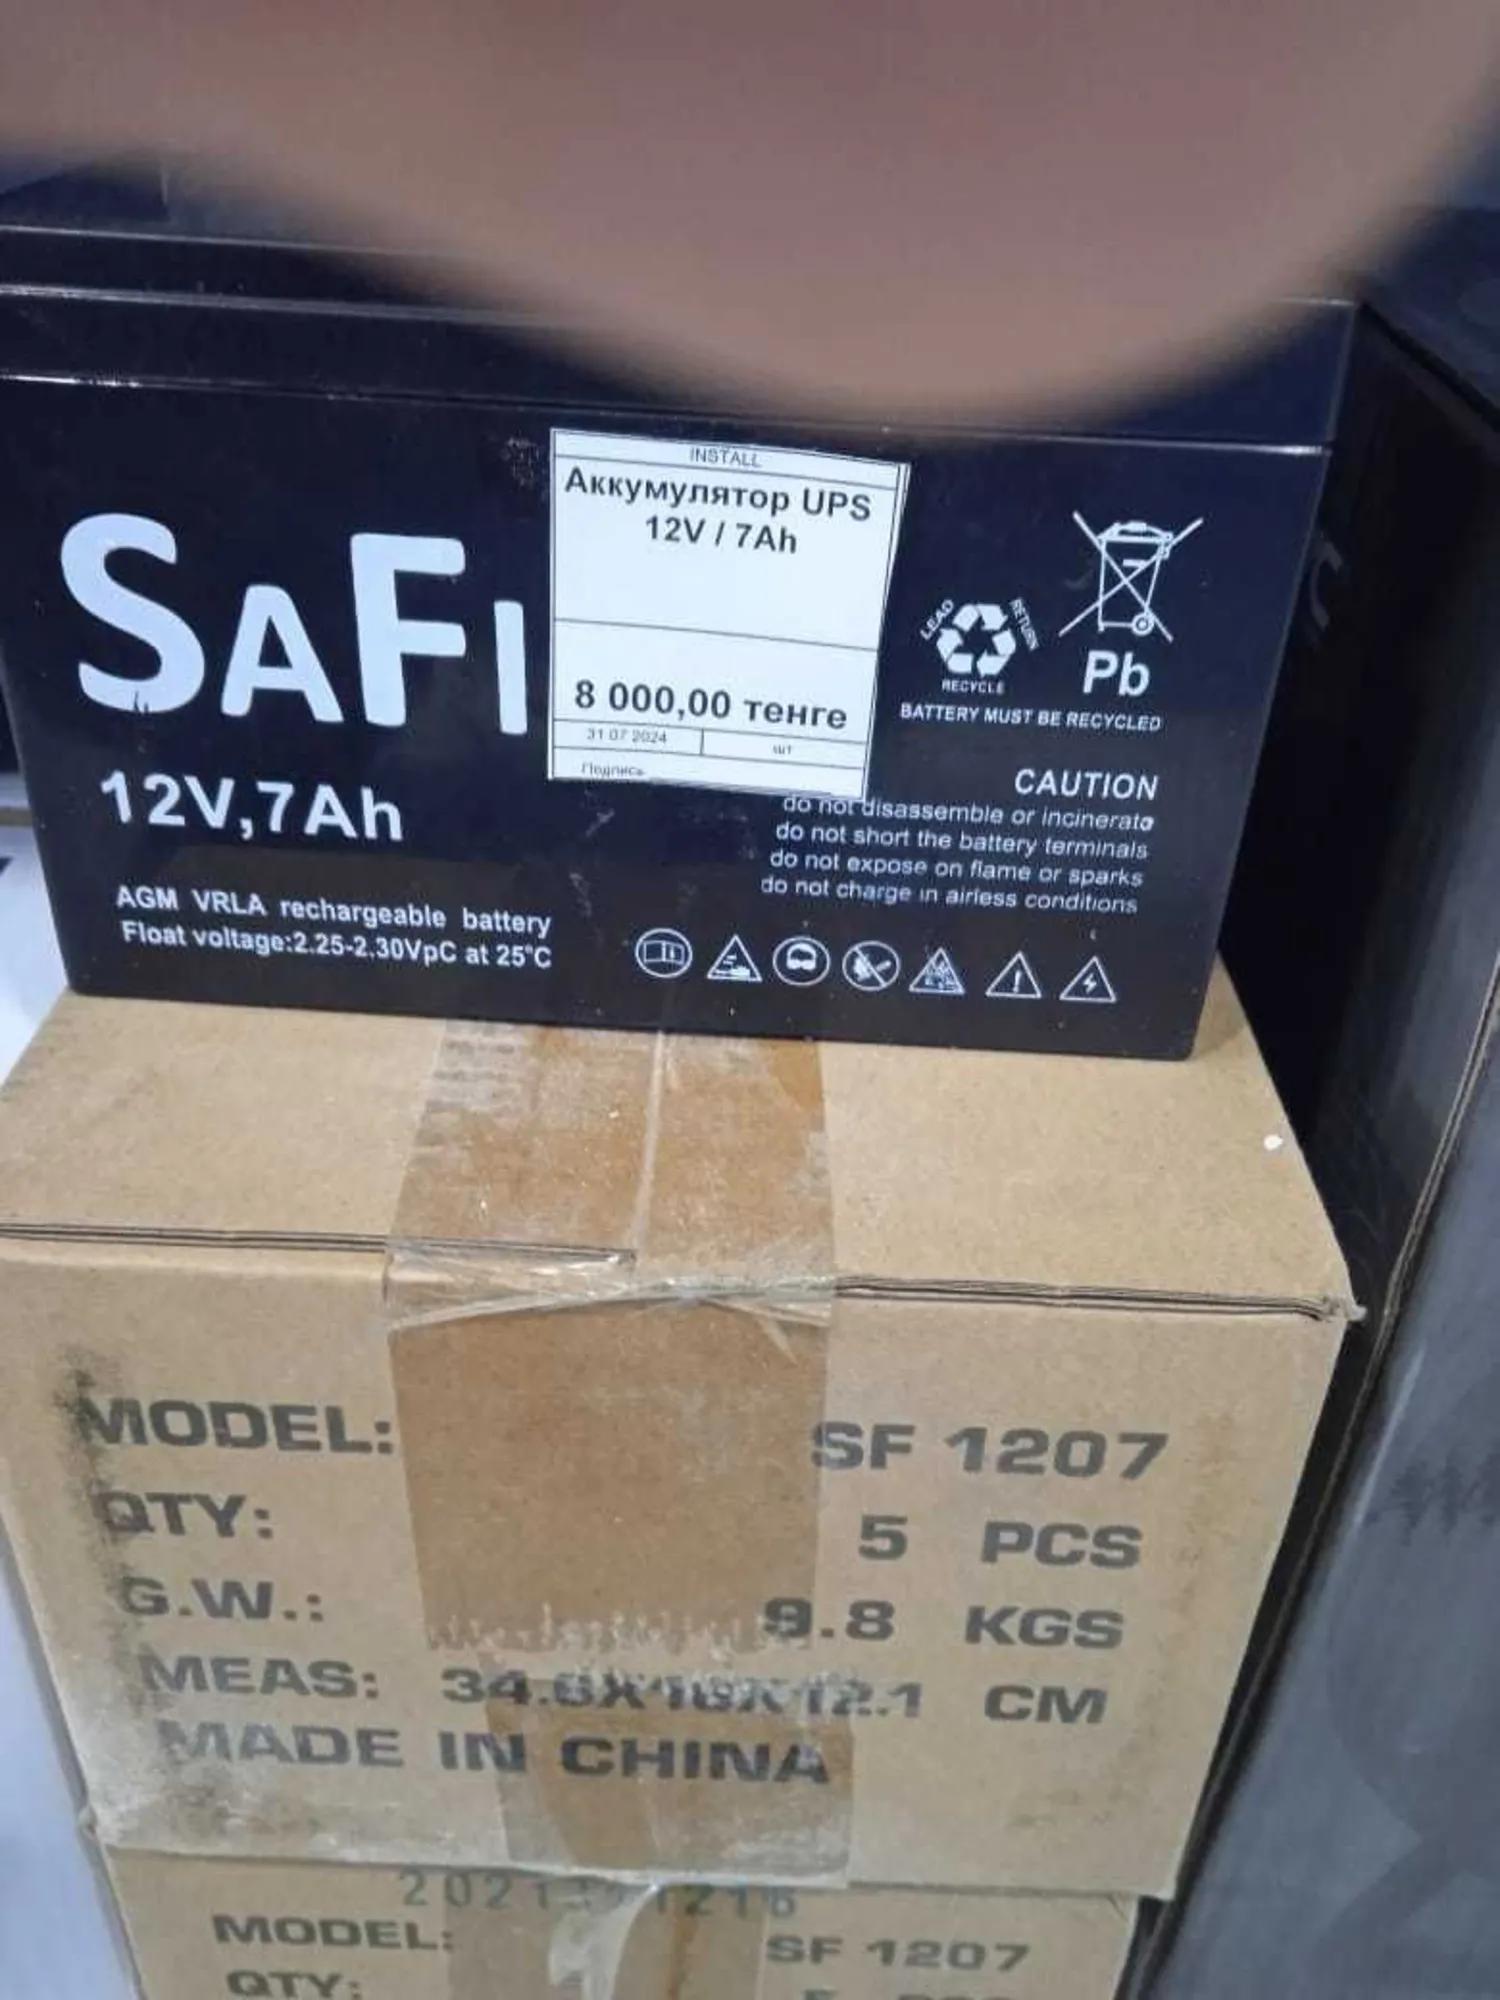 INSTALL
Аккумулятор UPS
12V / 7Ah
8 000,00 тенге
31 07 2024
шт
Подпись
SAFI
12V,7Ah
AGM VRLA rechargeable battery
Float voltage:2.25-2.30VpC at 25°C
LEAD
RETURN
RECYCLE
Pb
BATTERY MUST BE RECYCLED
CAUTION
do not disassemble or incinerate
do not short the battery terminals
do not expose on flame or sparks
do not charge in airless conditions
MODEL: SF 1207
QTY: 5 PCS
G.W.: 9.8 KGS
MEAS: CM
MADE IN CHINA
MODEL: SF 1207
QTY: